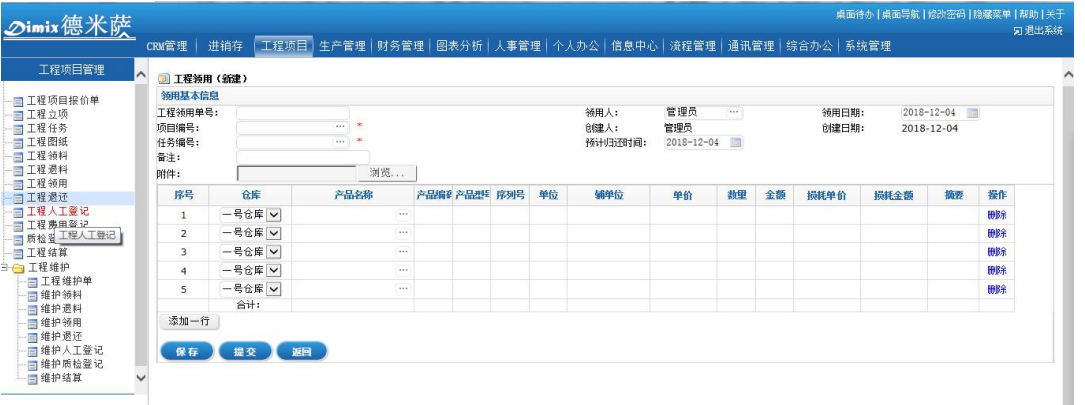 桌面待办 | 桌面导航 | 修改密码 | 隐藏菜单 | 帮助 | 关于
Dimix德米萨
退出系统
CRM管理 | 进销存 | 工程项目 | 生产管理 | 财务管理 | 图表分析 | 人事管理 | 个人办公 | 信息中心 | 流程管理 | 通讯管理 | 综合办公 | 系统管理
工程项目管理
工程项目报价单
工程立项
工程任务
工程图纸
工程领料
工程退料
工程领用
工程退还
工程人工登记
工程费用登记
质检登
工程人工登记
工程结算
工程维护
工程维护单
维护领料
维护退料
维护领用
维护退还
维护人工登记
维护质检登记
维护结算
工程领用（新建）
领用基本信息
工程领用单号: 领用人: 管理员 ... 领用日期: 2018-12-04
项目编号: ... * 创建人: 管理员 创建日期: 2018-12-04
任务编号: ... * 预计归还时间: 2018-12-04
备注:
附件: 浏览...
序号 仓库 产品名称 产品编 产品型 序列号 单位 辅单位 单价 数里 金额 损耗单价 损耗金额 摘要 操作
1 一号仓库 ... 删除
2 一号仓库 ... 删除
3 一号仓库 ... 删除
4 一号仓库 ... 删除
5 一号仓库 ... 删除
合计:
添加一行
保存 提交 返回